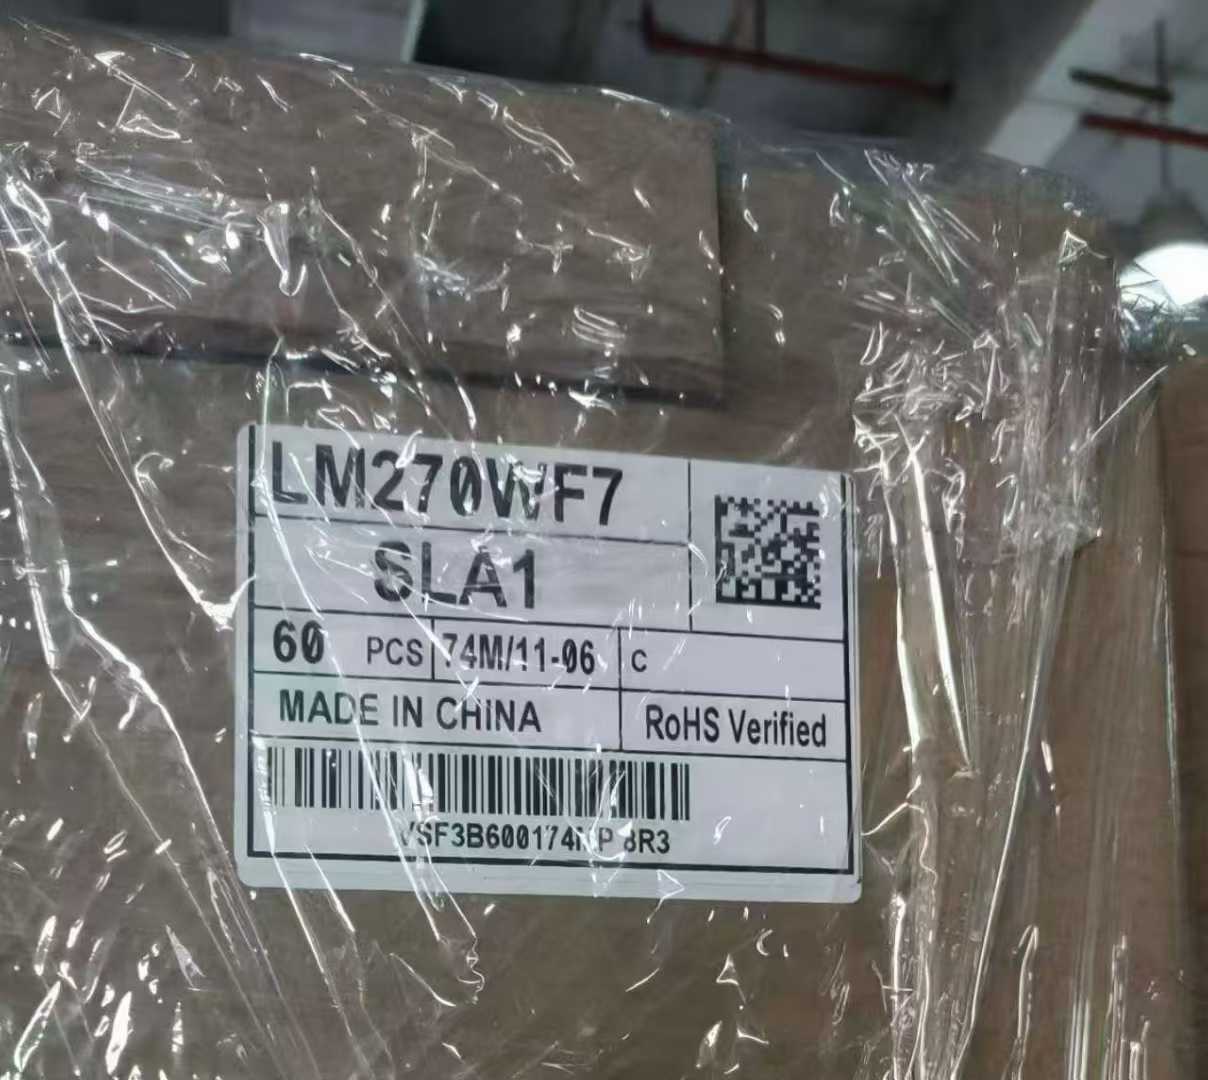 LM270WF7
SLA1
60 PCS 74M/11-06 C
MADE IN CHINA RoHS Verified